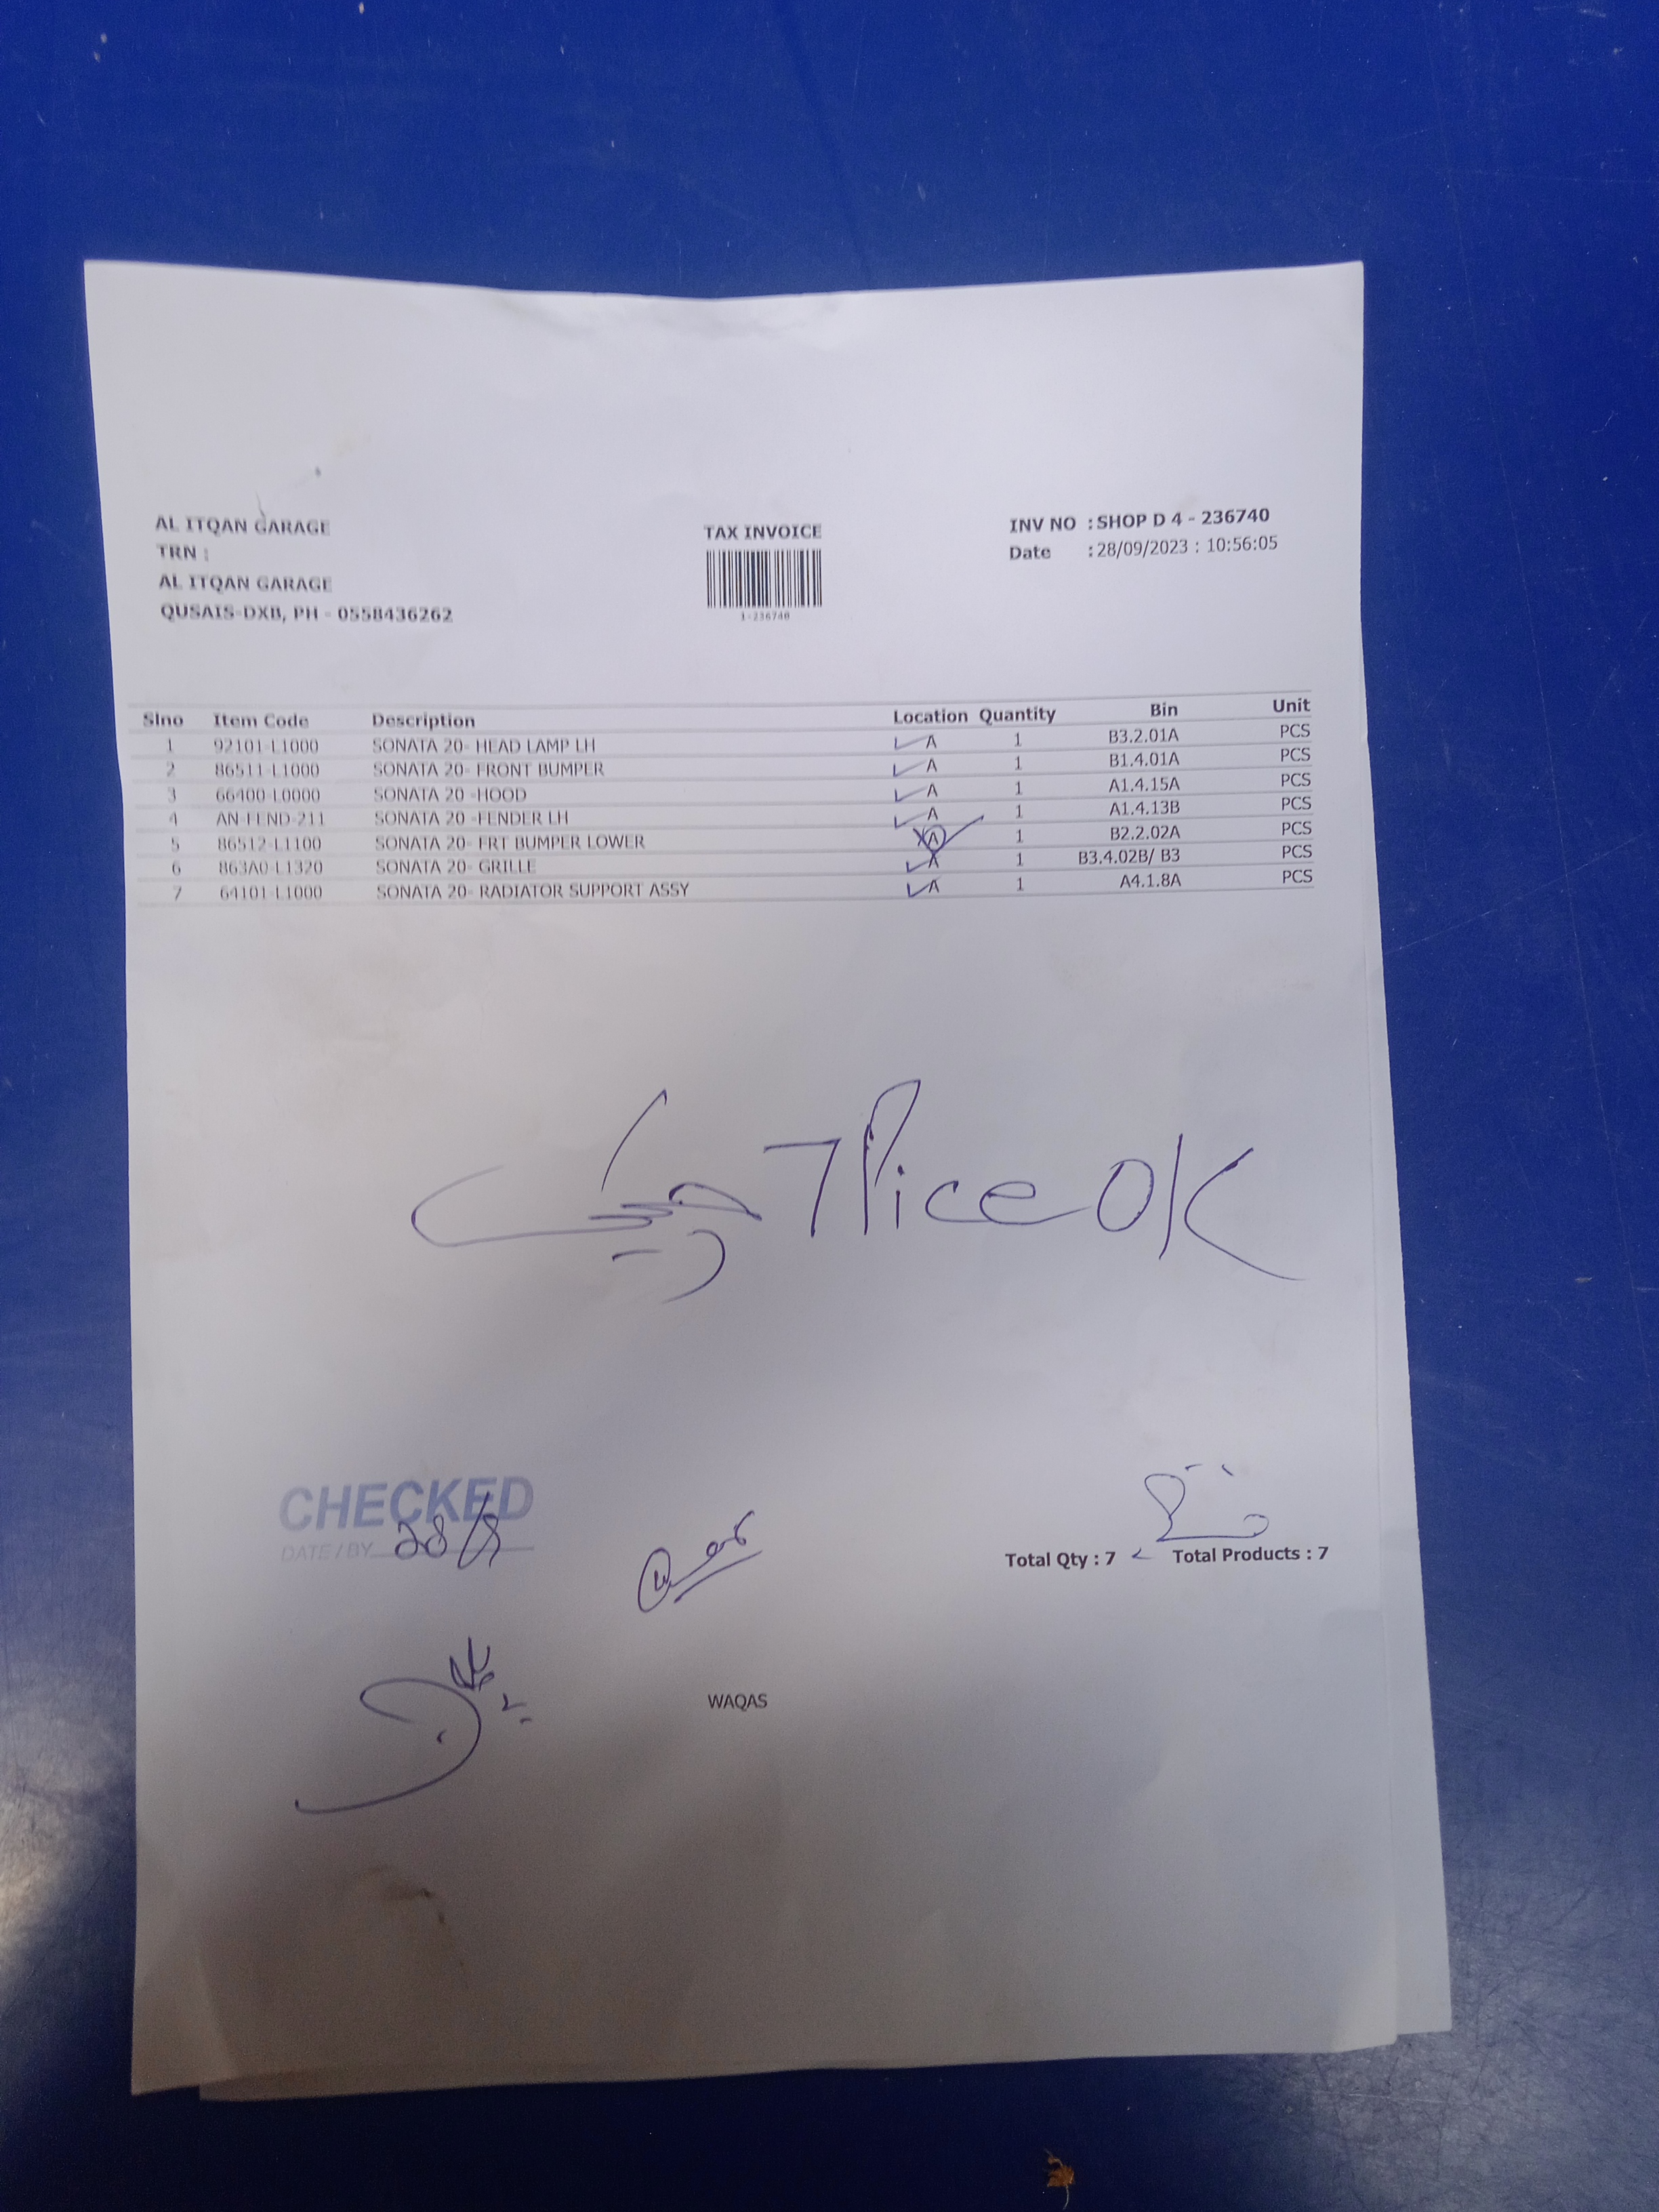 AL ITQAN GARAGE
TRN :
AL ITQAN GARAGE
QUSAIS-DXB, PH - 0558436262
TAX INVOICE
1-236740
INV NO : SHOP D 4 - 236740
Date : 28/09/2023 : 10:56:05
Slno Item Code Description Location Quantity Bin Unit
1 92101-L1000 SONATA 20- HEAD LAMP LH A 1 B3.2.01A PCS
2 86511-L1000 SONATA 20- FRONT BUMPER A 1 B1.4.01A PCS
3 66400-L0000 SONATA 20 -HOOD A 1 A1.4.15A PCS
4 AN-FEND-211 SONATA 20 -FENDER LH A 1 A1.4.13B PCS
5 86512-L1100 SONATA 20- FRT BUMPER LOWER A 1 B2.2.02A PCS
6 863A0-L1320 SONATA 20- GRILLE A 1 B3.4.02B/ B3 PCS
7 64101-L1000 SONATA 20- RADIATOR SUPPORT ASSY A 1 A4.1.8A PCS
7 Pice OK
CHECKED
DATE / BY 28/9
Total Qty : 7 Total Products : 7
WAQAS